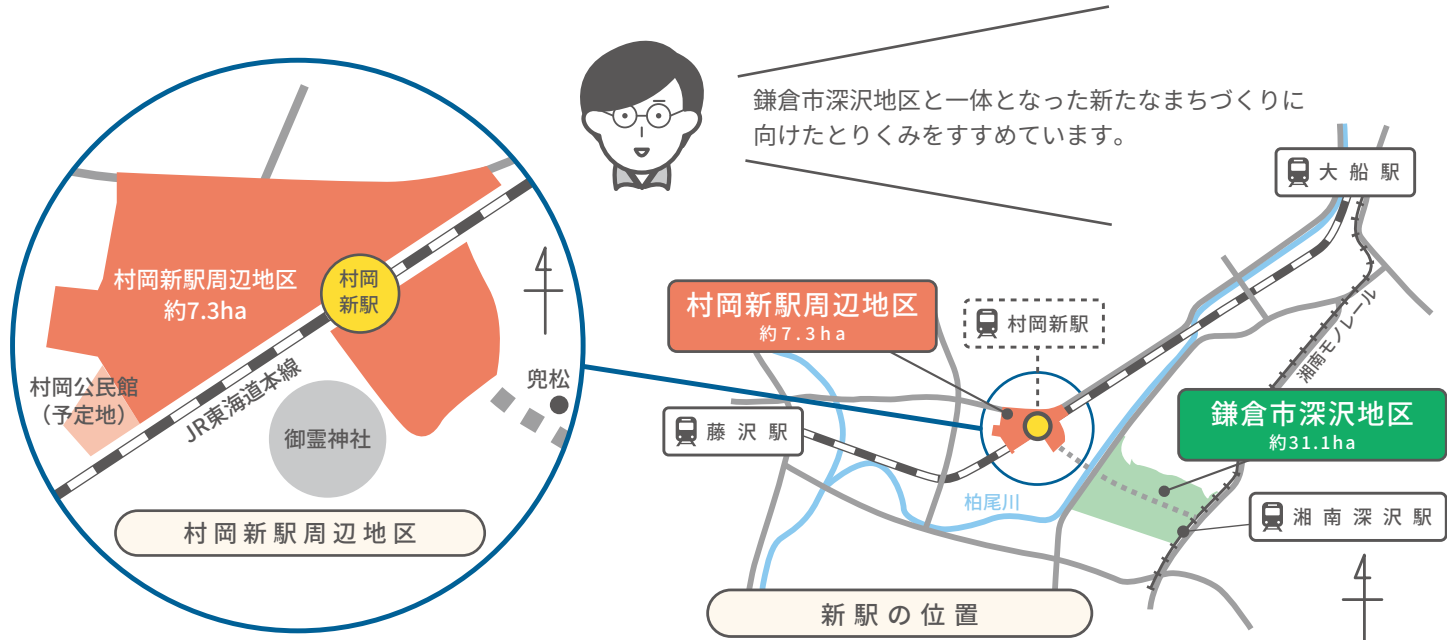 鎌倉市深沢地区と一体となった新たなまちづくりに
向けたとりくみをすすめています。
村岡新駅周辺地区
約7.3ha
村岡
新駅
村岡公民館
（予定地）
JR東海道本線
御霊神社
兜松
4
村岡新駅周辺地区
大船駅
村岡新駅周辺地区
約7.3ha
村岡新駅
湘南モノレール
藤沢駅
鎌倉市深沢地区
約31.1ha
柏尾川
湘南深沢駅
4
新駅の位置